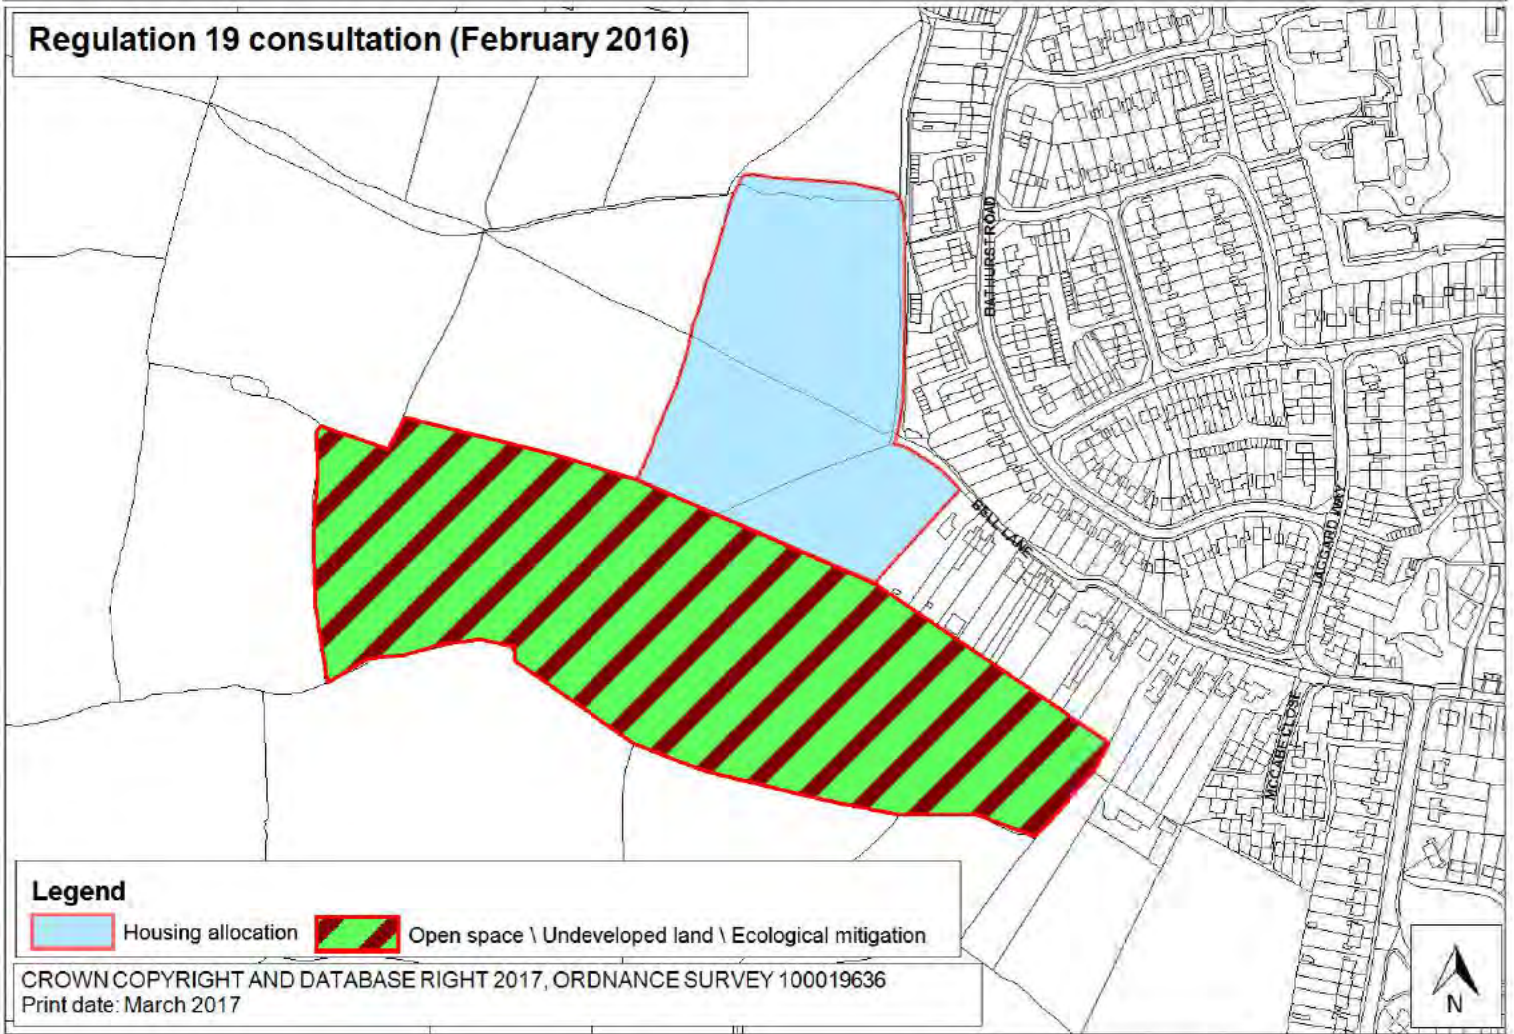 Regulation 19 consultation (February 2016)
BATHURST ROAD
BELL LANE
JAGGARD WAY
MCCABE CLOSE
Legend
Housing allocation
Open space \ Undeveloped land \ Ecological mitigation
CROWN COPYRIGHT AND DATABASE RIGHT 2017, ORDNANCE SURVEY 100019636
Print date: March 2017
N